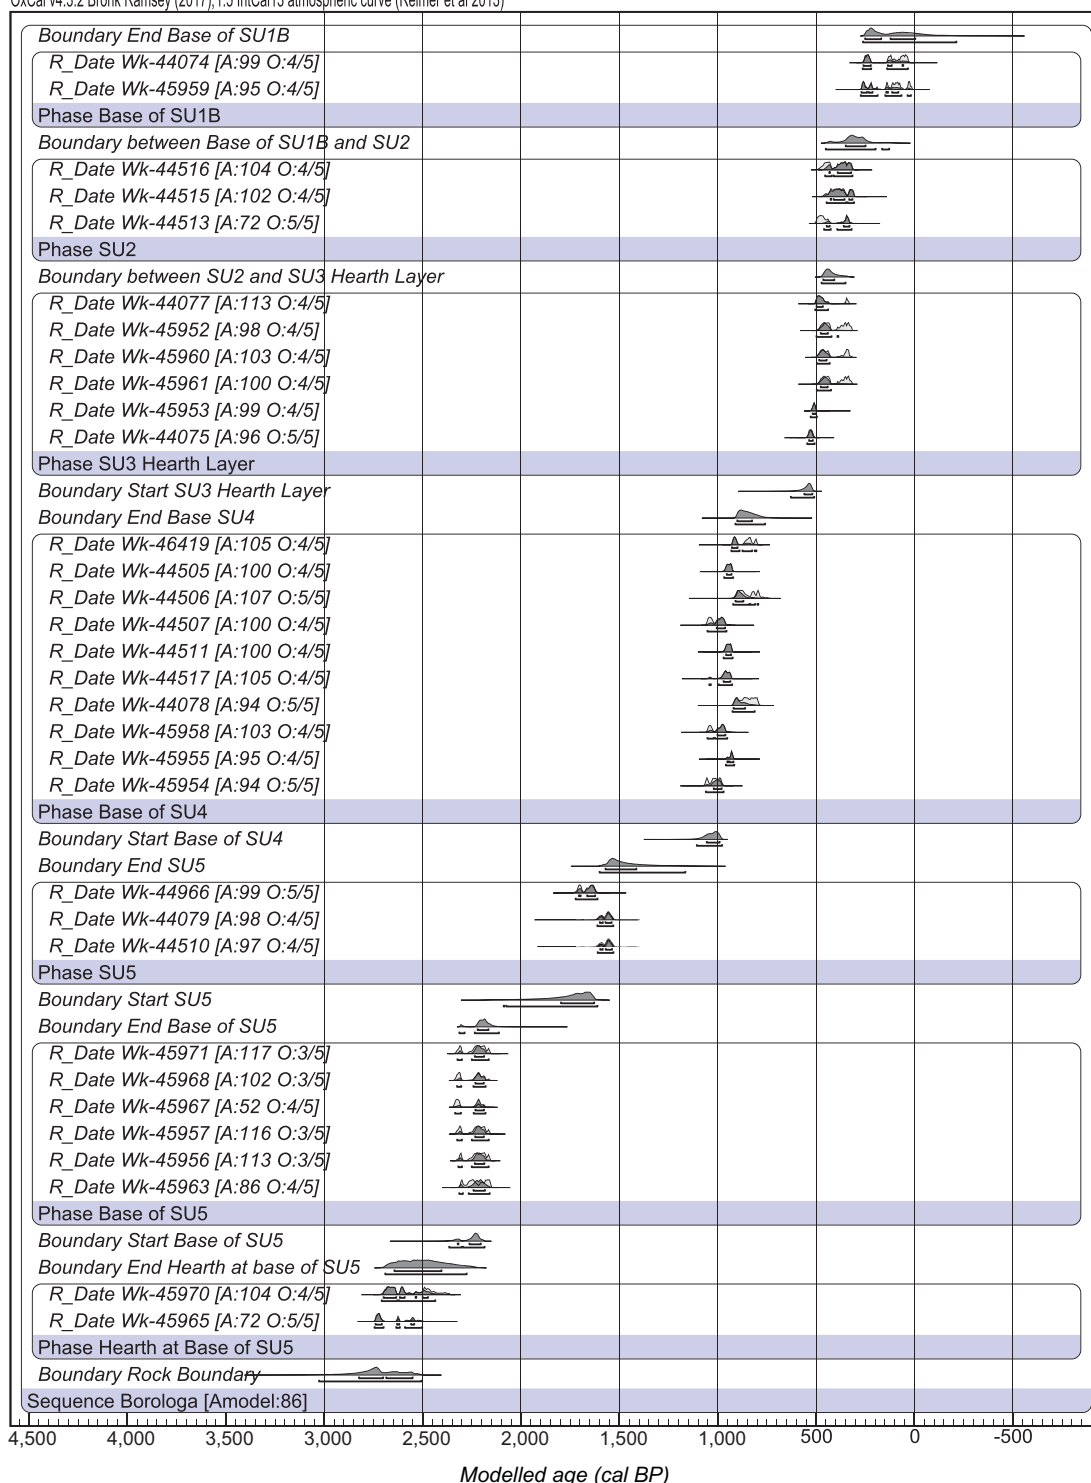 OxCal v4.3.2 Bronk Ramsey (2017); r:5 IntCal13 atmospheric curve (Reimer et al 2013)
Boundary End Base of SU1B
R_Date Wk-44074 [A:99 O:4/5]
R_Date Wk-45959 [A:95 O:4/5]
Phase Base of SU1B
Boundary between Base of SU1B and SU2
R_Date Wk-44516 [A:104 O:4/5]
R_Date Wk-44515 [A:102 O:4/5]
R_Date Wk-44513 [A:72 O:5/5]
Phase SU2
Boundary between SU2 and SU3 Hearth Layer
R_Date Wk-44077 [A:113 O:4/5]
R_Date Wk-45952 [A:98 O:4/5]
R_Date Wk-45960 [A:103 O:4/5]
R_Date Wk-45961 [A:100 O:4/5]
R_Date Wk-45953 [A:99 O:4/5]
R_Date Wk-44075 [A:96 O:5/5]
Phase SU3 Hearth Layer
Boundary Start SU3 Hearth Layer
Boundary End Base SU4
R_Date Wk-46419 [A:105 O:4/5]
R_Date Wk-44505 [A:100 O:4/5]
R_Date Wk-44506 [A:107 O:5/5]
R_Date Wk-44507 [A:100 O:4/5]
R_Date Wk-44511 [A:100 O:4/5]
R_Date Wk-44517 [A:105 O:4/5]
R_Date Wk-44078 [A:94 O:5/5]
R_Date Wk-45958 [A:103 O:4/5]
R_Date Wk-45955 [A:95 O:4/5]
R_Date Wk-45954 [A:94 O:5/5]
Phase Base of SU4
Boundary Start Base of SU4
Boundary End SU5
R_Date Wk-44966 [A:99 O:5/5]
R_Date Wk-44079 [A:98 O:4/5]
R_Date Wk-44510 [A:97 O:4/5]
Phase SU5
Boundary Start SU5
Boundary End Base of SU5
R_Date Wk-45971 [A:117 O:3/5]
R_Date Wk-45968 [A:102 O:3/5]
R_Date Wk-45967 [A:52 O:4/5]
R_Date Wk-45957 [A:116 O:3/5]
R_Date Wk-45956 [A:113 O:3/5]
R_Date Wk-45963 [A:86 O:4/5]
Phase Base of SU5
Boundary Start Base of SU5
Boundary End Hearth at base of SU5
R_Date Wk-45970 [A:104 O:4/5]
R_Date Wk-45965 [A:72 O:5/5]
Phase Hearth at Base of SU5
Boundary Rock Boundary
Sequence Borologa [Amodel:86]
4,500 4,000 3,500 3,000 2,500 2,000 1,500 1,000 500 0 -500
Modelled age (cal BP)